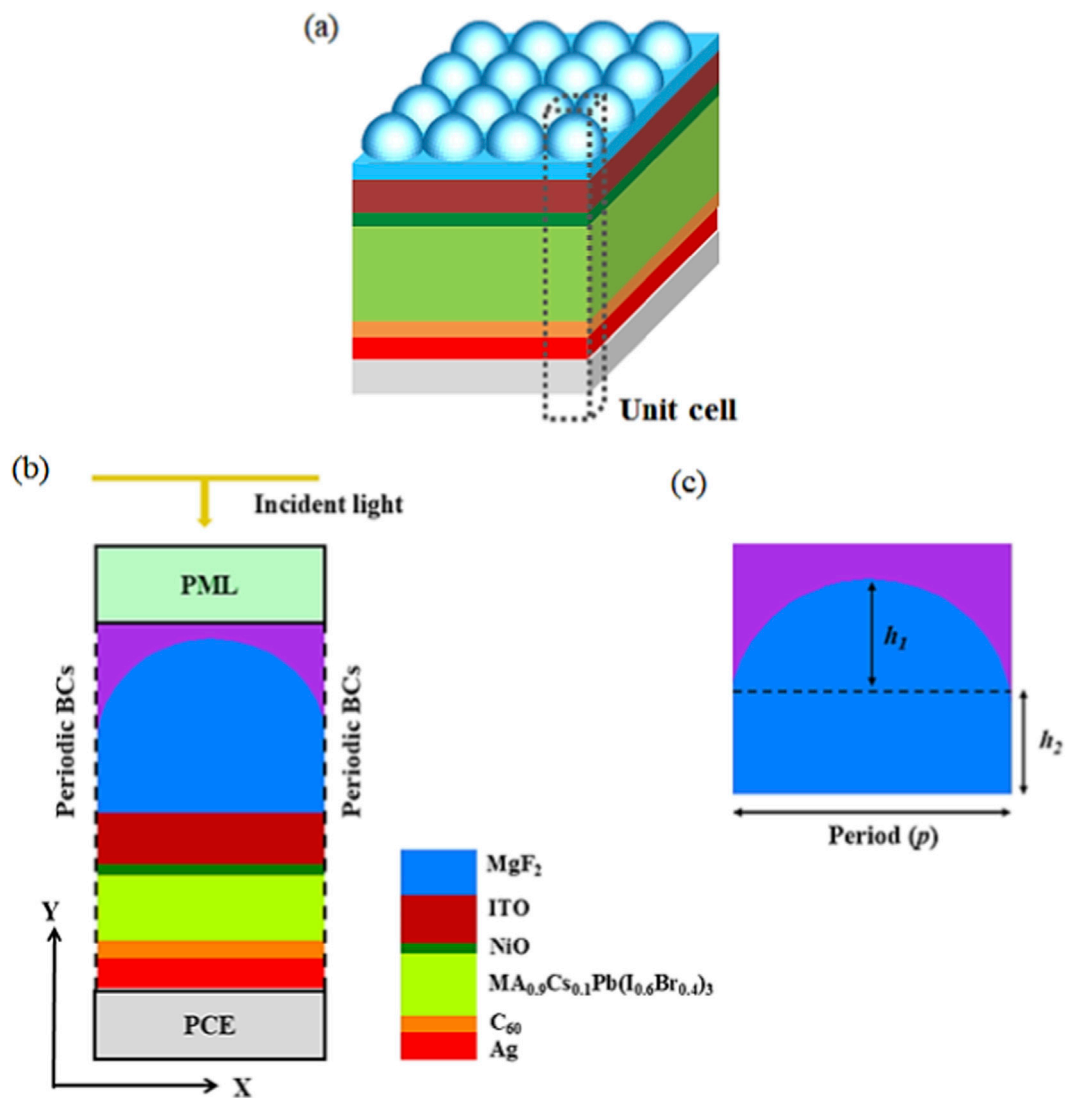 (a)
Unit cell
(b)
Incident light
PML
Periodic BCs
Periodic BCs
PCE
Y
X
MgF₂
ITO
NiO
MA₀.₉Cs₀.₁Pb(I₀.₆Br₀.₄)₃
C₆₀
Ag
(c)
h₁
h₂
Period (p)